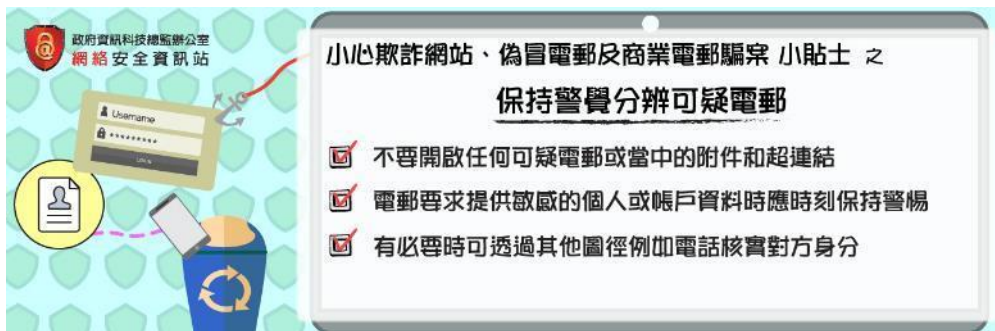 政府資訊科技總監辦公室
網絡安全資訊站
小心欺詐網站、偽冒電郵及商業電郵騙案 小貼士 之
保持警覺分辨可疑電郵
不要開啟任何可疑電郵或當中的附件和超連結
電郵要求提供敏感的個人或帳戶資料時應時刻保持警惕
有必要時可透過其他圖徑例如電話核實對方身分
Username
*********